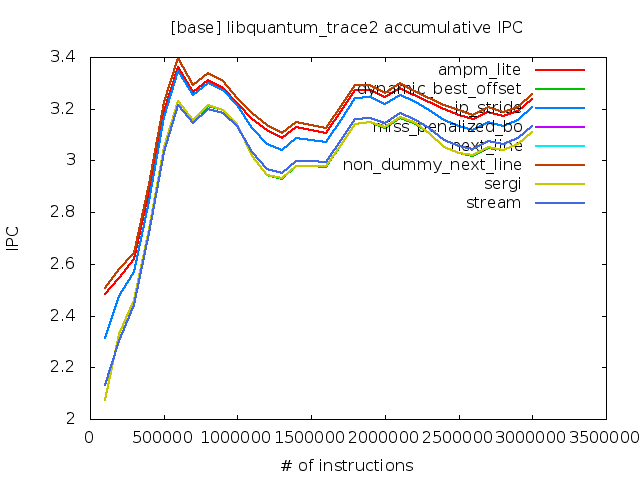 [base] libquantum_trace2 accumulative IPC
3.4
3.2
3
2.8
2.6
2.4
2.2
2
IPC
ampm_lite
dynamic_best_offset
ip_stride
miss_penalized_bo
next_line
non_dummy_next_line
sergi
stream
0 500000 1000000 1500000 2000000 2500000 3000000 3500000
# of instructions